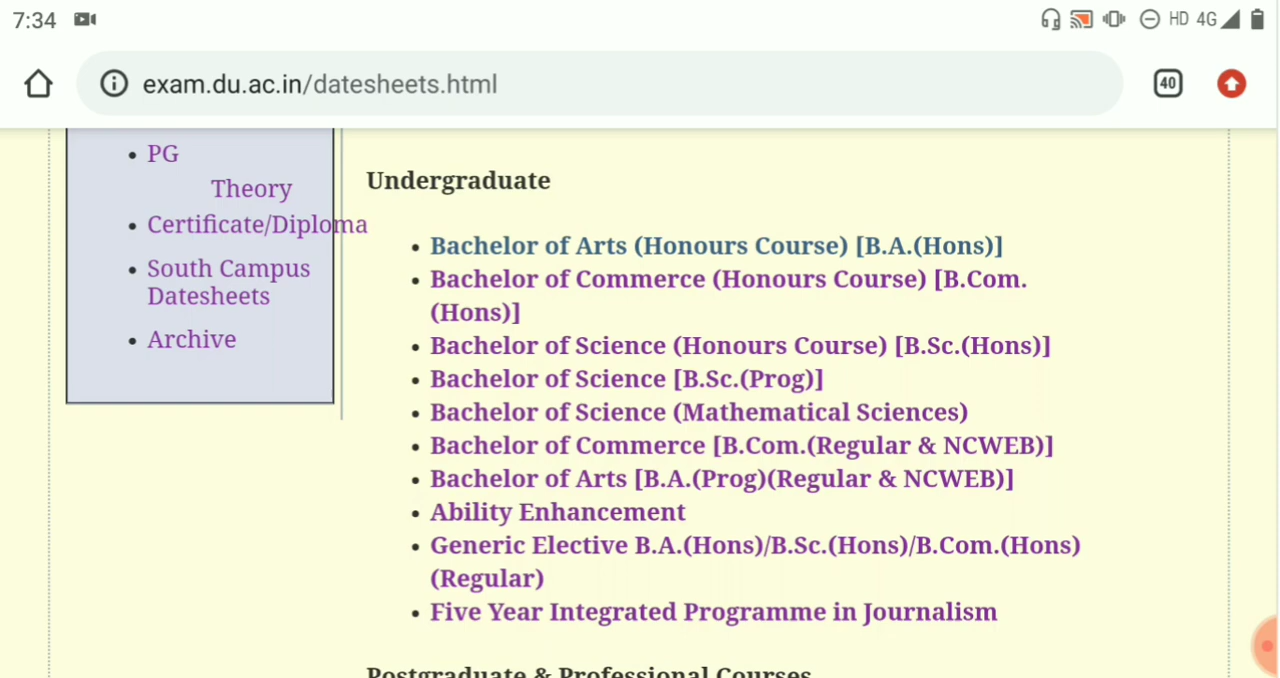 7:34
HD 4G
exam.du.ac.in/datesheets.html
40
PG
Theory
Certificate/Diploma
South Campus
Datesheets
Archive
Undergraduate
Bachelor of Arts (Honours Course) [B.A.(Hons)]
Bachelor of Commerce (Honours Course) [B.Com.
(Hons)]
Bachelor of Science (Honours Course) [B.Sc.(Hons)]
Bachelor of Science [B.Sc.(Prog)]
Bachelor of Science (Mathematical Sciences)
Bachelor of Commerce [B.Com.(Regular & NCWEB)]
Bachelor of Arts [B.A.(Prog)(Regular & NCWEB)]
Ability Enhancement
Generic Elective B.A.(Hons)/B.Sc.(Hons)/B.Com.(Hons)
(Regular)
Five Year Integrated Programme in Journalism
Postgraduate & Professional Courses